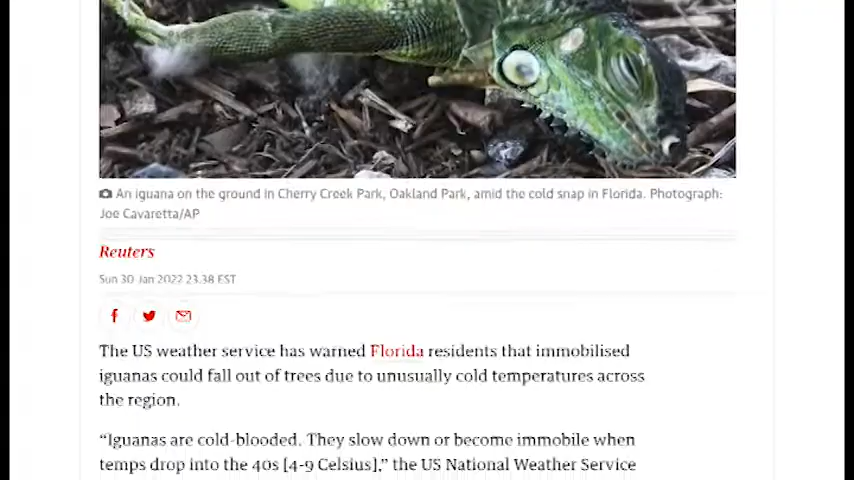 An iguana on the ground in Cherry Creek Park, Oakland Park, amid the cold snap in Florida. Photograph:
Joe Cavaretta/AP
Reuters
Sun 30 Jan 2022 23.38 EST
The US weather service has warned Florida residents that immobilised
iguanas could fall out of trees due to unusually cold temperatures across
the region.
“Iguanas are cold-blooded. They slow down or become immobile when
temps drop into the 40s [4-9 Celsius],” the US National Weather Service